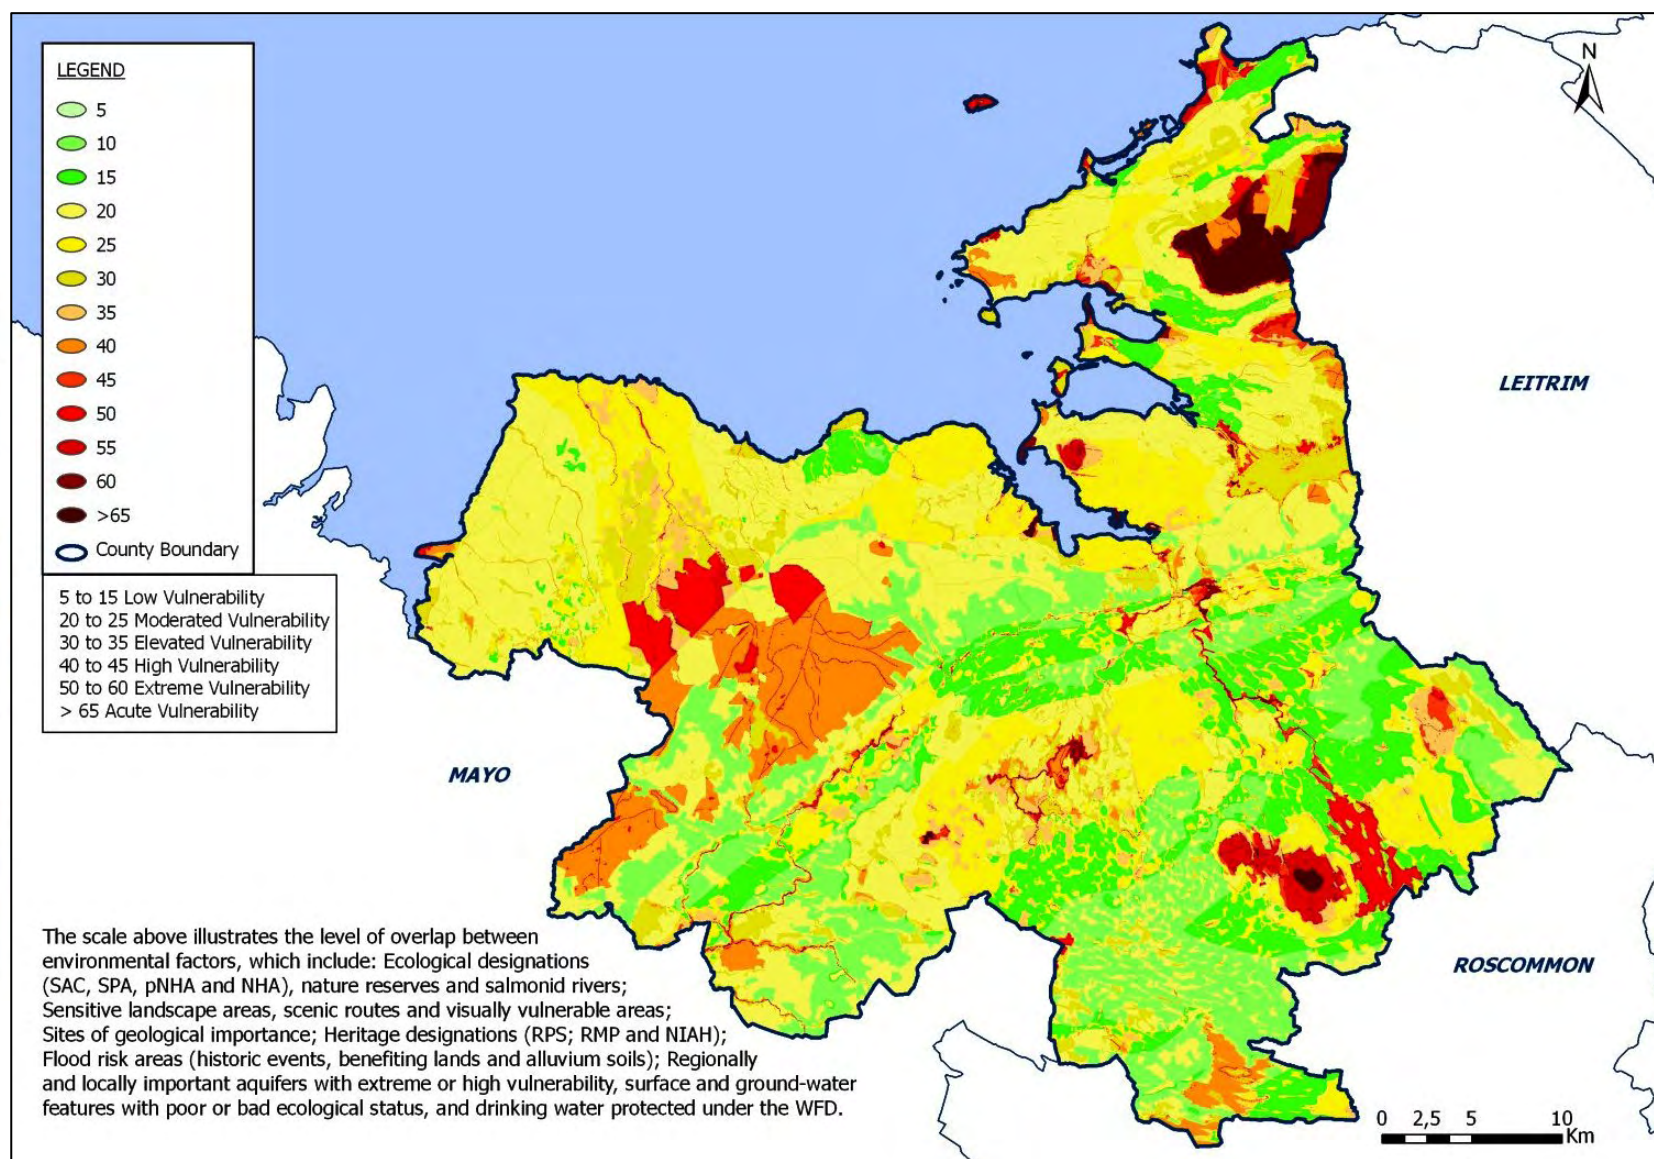 LEGEND
5
10
15
20
25
30
35
40
45
50
55
60
>65
County Boundary
5 to 15 Low Vulnerability
20 to 25 Moderated Vulnerability
30 to 35 Elevated Vulnerability
40 to 45 High Vulnerability
50 to 60 Extreme Vulnerability
> 65 Acute Vulnerability
N
LEITRIM
MAYO
ROSCOMMON
The scale above illustrates the level of overlap between
environmental factors, which include: Ecological designations
(SAC, SPA, pNHA and NHA), nature reserves and salmonid rivers;
Sensitive landscape areas, scenic routes and visually vulnerable areas;
Sites of geological importance; Heritage designations (RPS; RMP and NIAH);
Flood risk areas (historic events, benefiting lands and alluvium soils); Regionally
and locally important aquifers with extreme or high vulnerability, surface and ground-water
features with poor or bad ecological status, and drinking water protected under the WFD.
0 2,5 5 10
Km